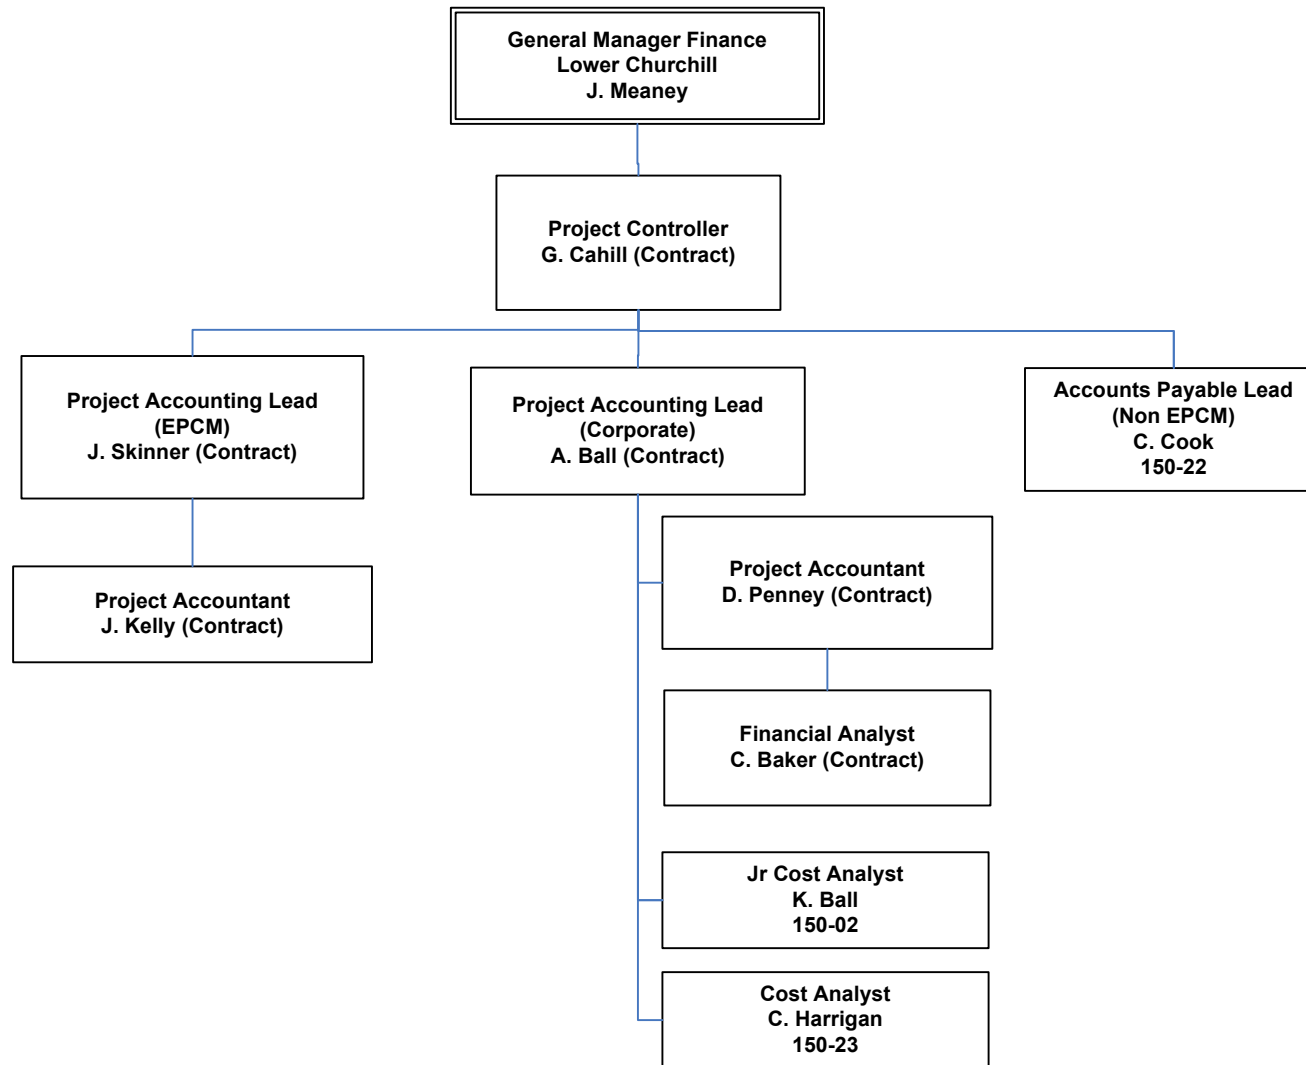 General Manager Finance
Lower Churchill
J. Meaney
Project Controller
G. Cahill (Contract)
Project Accounting Lead
(EPCM)
J. Skinner (Contract)
Project Accounting Lead
(Corporate)
A. Ball (Contract)
Accounts Payable Lead
(Non EPCM)
C. Cook
150-22
Project Accountant
J. Kelly (Contract)
Project Accountant
D. Penney (Contract)
Financial Analyst
C. Baker (Contract)
Jr Cost Analyst
K. Ball
150-02
Cost Analyst
C. Harrigan
150-23